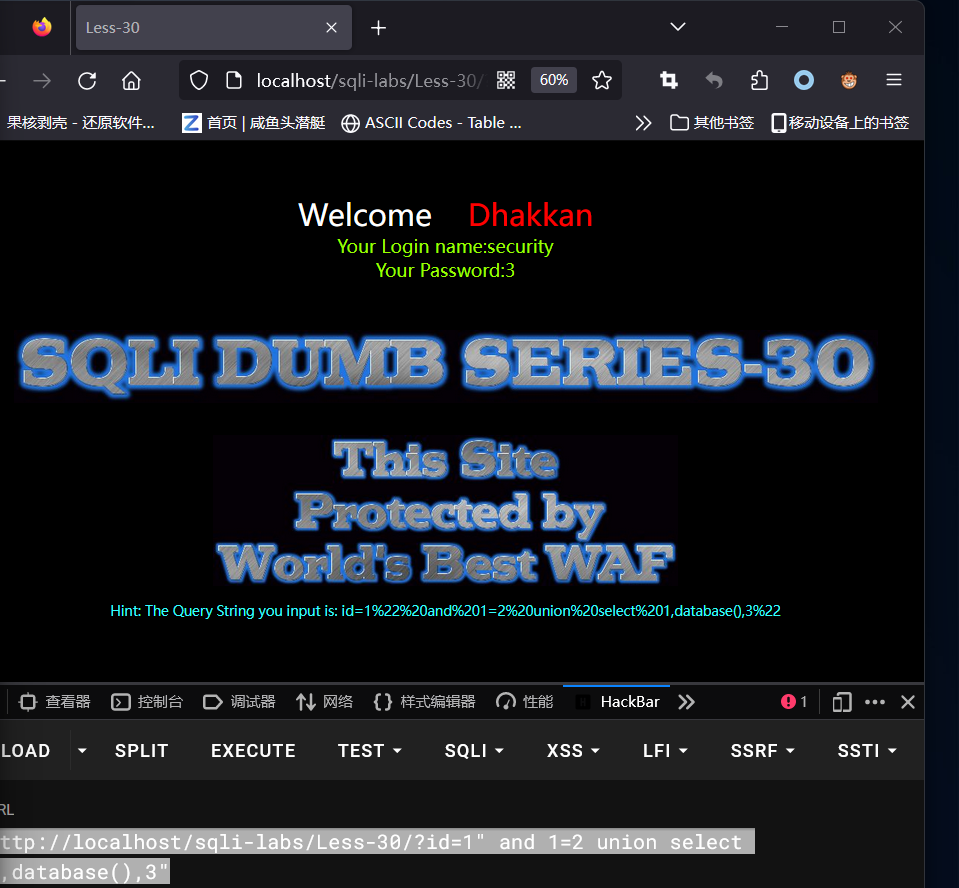 Less-30
localhost/sqli-labs/Less-30/
60%
果核剥壳 - 还原软件...
首页 | 咸鱼头潜艇
ASCII Codes - Table ...
其他书签
移动设备上的书签
Welcome Dhakkan
Your Login name:security
Your Password:3
SQLI DUMB SERIES-30
This Site
Protected by
World's Best WAF
Hint: The Query String you input is: id=1%22%20and%201=2%20union%20select%201,database(),3%22
查看器 控制台 调试器 网络 {} 样式编辑器 性能 HackBar 1
LOAD SPLIT EXECUTE TEST SQLI XSS LFI SSRF SSTI
RL
ttp://localhost/sqli-labs/Less-30/?id=1" and 1=2 union select
,database(),3"